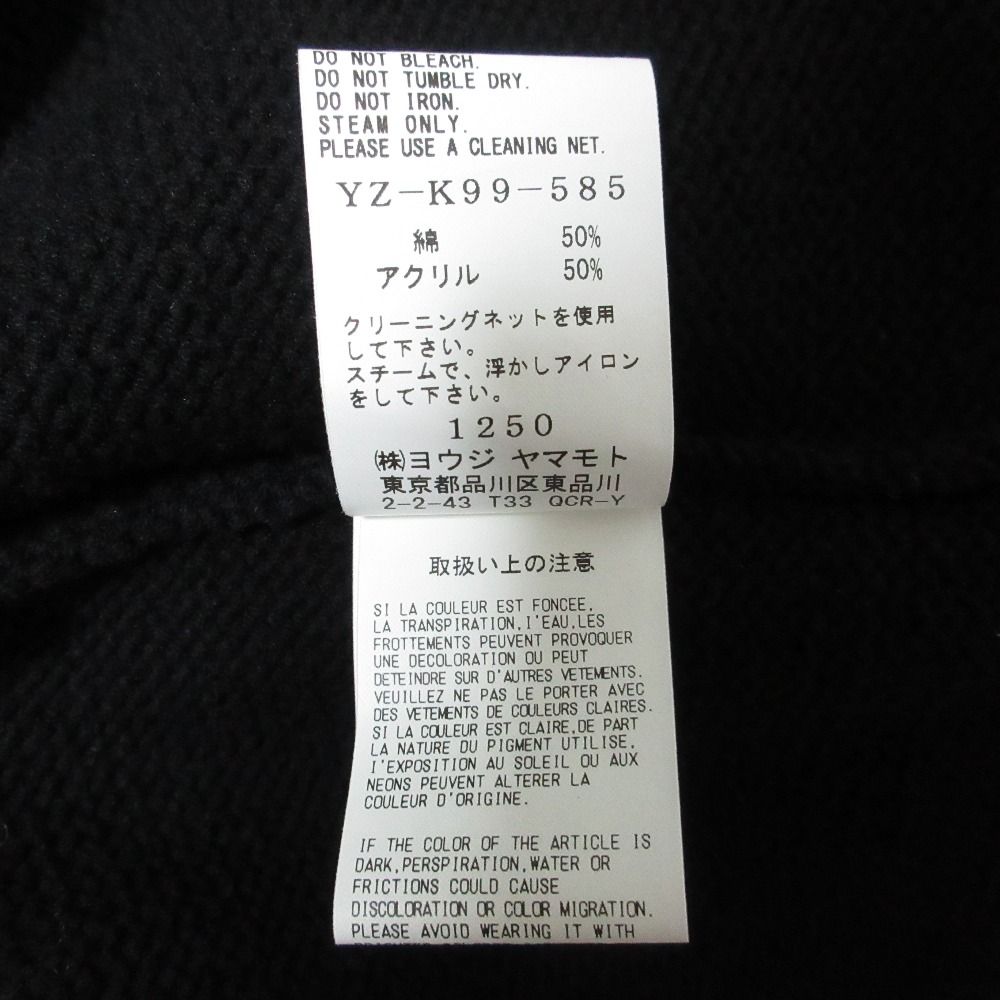 DO NOT BLEACH.
DO NOT TUMBLE DRY.
DO NOT IRON.
STEAM ONLY.
PLEASE USE A CLEANING NET.
YZ-K99-585
綿 50%
アクリル 50%
クリーニングネットを使用
して下さい。
スチームで、浮かしアイロン
をして下さい。
1250
㈱ヨウジ ヤマモト
東京都品川区東品川
2-2-43 T33 QCR-Y
取扱い上の注意
SI LA COULEUR EST FONCEE,
LA TRANSPIRATION,I'EAU,LES
FROTTEMENTS PEUVENT PROVOQUER
UNE DECOLORATION OU PEUT
DETEINDRE SUR D'AUTRES VETEMENTS.
VEUILLEZ NE PAS LE PORTER AVEC
DES VETEMENTS DE COULEURS CLAIRES.
SI LA COULEUR EST CLAIRE,DE PART
LA NATURE DU PIGMENT UTILISE,
I'EXPOSITION AU SOLEIL OU AUX
NEONS PEUVENT ALTERER LA
COULEUR D'ORIGINE.
IF THE COLOR OF THE ARTICLE IS
DARK,PERSPIRATION,WATER OR
FRICTIONS COULD CAUSE
DISCOLORATION OR COLOR MIGRATION.
PLEASE AVOID WEARING IT WITH